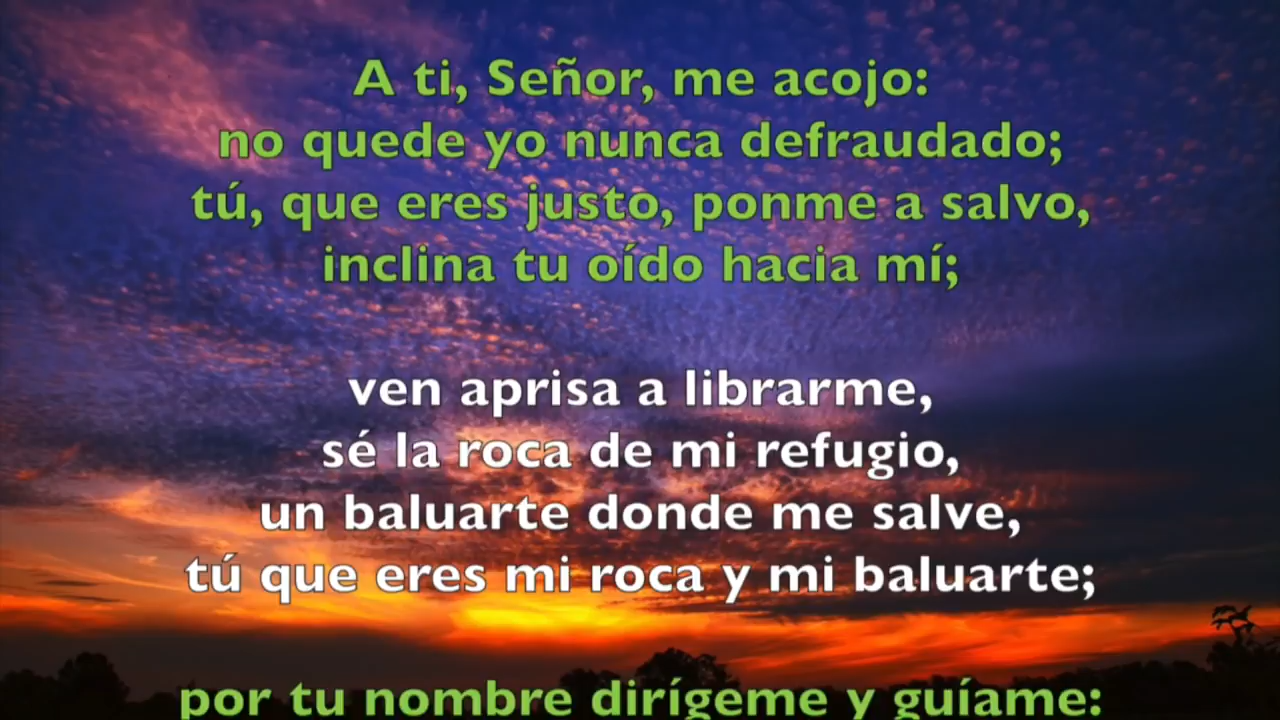 A ti, Señor, me acojo:
no quede yo nunca defraudado;
tú, que eres justo, ponme a salvo,
inclina tu oído hacia mí;
ven aprisa a librarme,
sé la roca de mi refugio,
un baluarte donde me salve,
tú que eres mi roca y mi baluarte;
por tu nombre dirígeme y guíame: